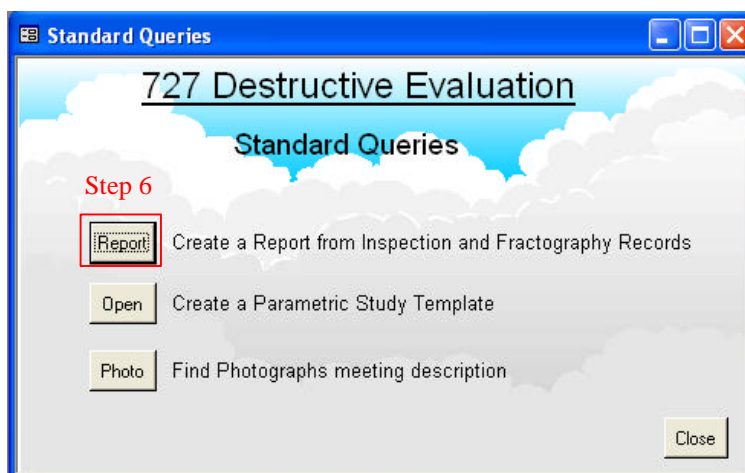 Standard Queries
727 Destructive Evaluation
Standard Queries
Step 6
Report Create a Report from Inspection and Fractography Records
Open Create a Parametric Study Template
Photo Find Photographs meeting description
Close